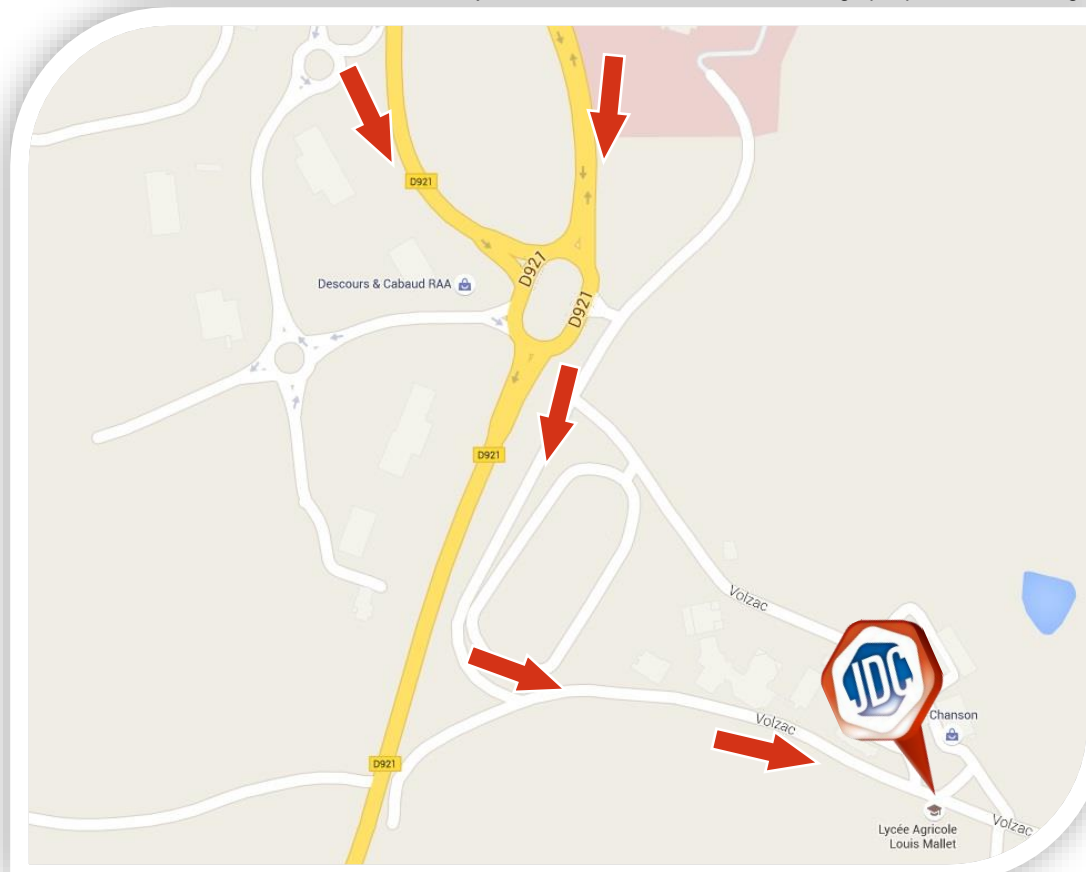 D921
D921
Descours & Cabaud RAA
D921
D921
Volzac
JDC
Chanson
Volzac
D921
Volzac
Lycée Agricole
Louis Mallet